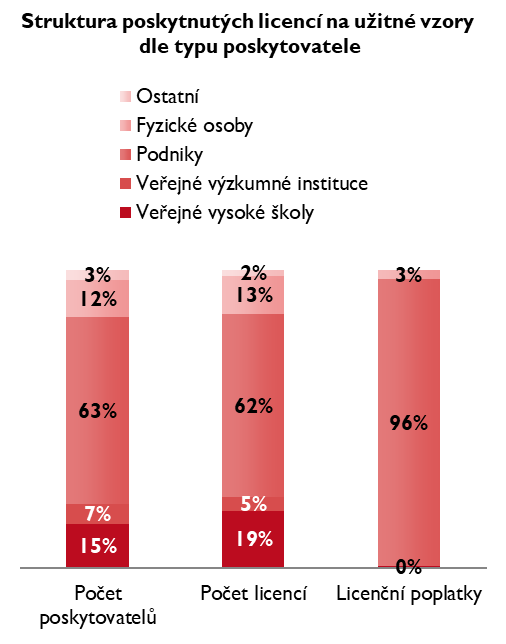 Struktura poskytnutých licencí na užitné vzory
dle typu poskytovatele
Ostatní
Fyzické osoby
Podniky
Veřejné výzkumné instituce
Veřejné vysoké školy
3% 2% 3%
12% 13%
63% 62% 96%
7% 5%
15% 19% 0%
Počet Počet licencí Licenční poplatky
poskytovatelů